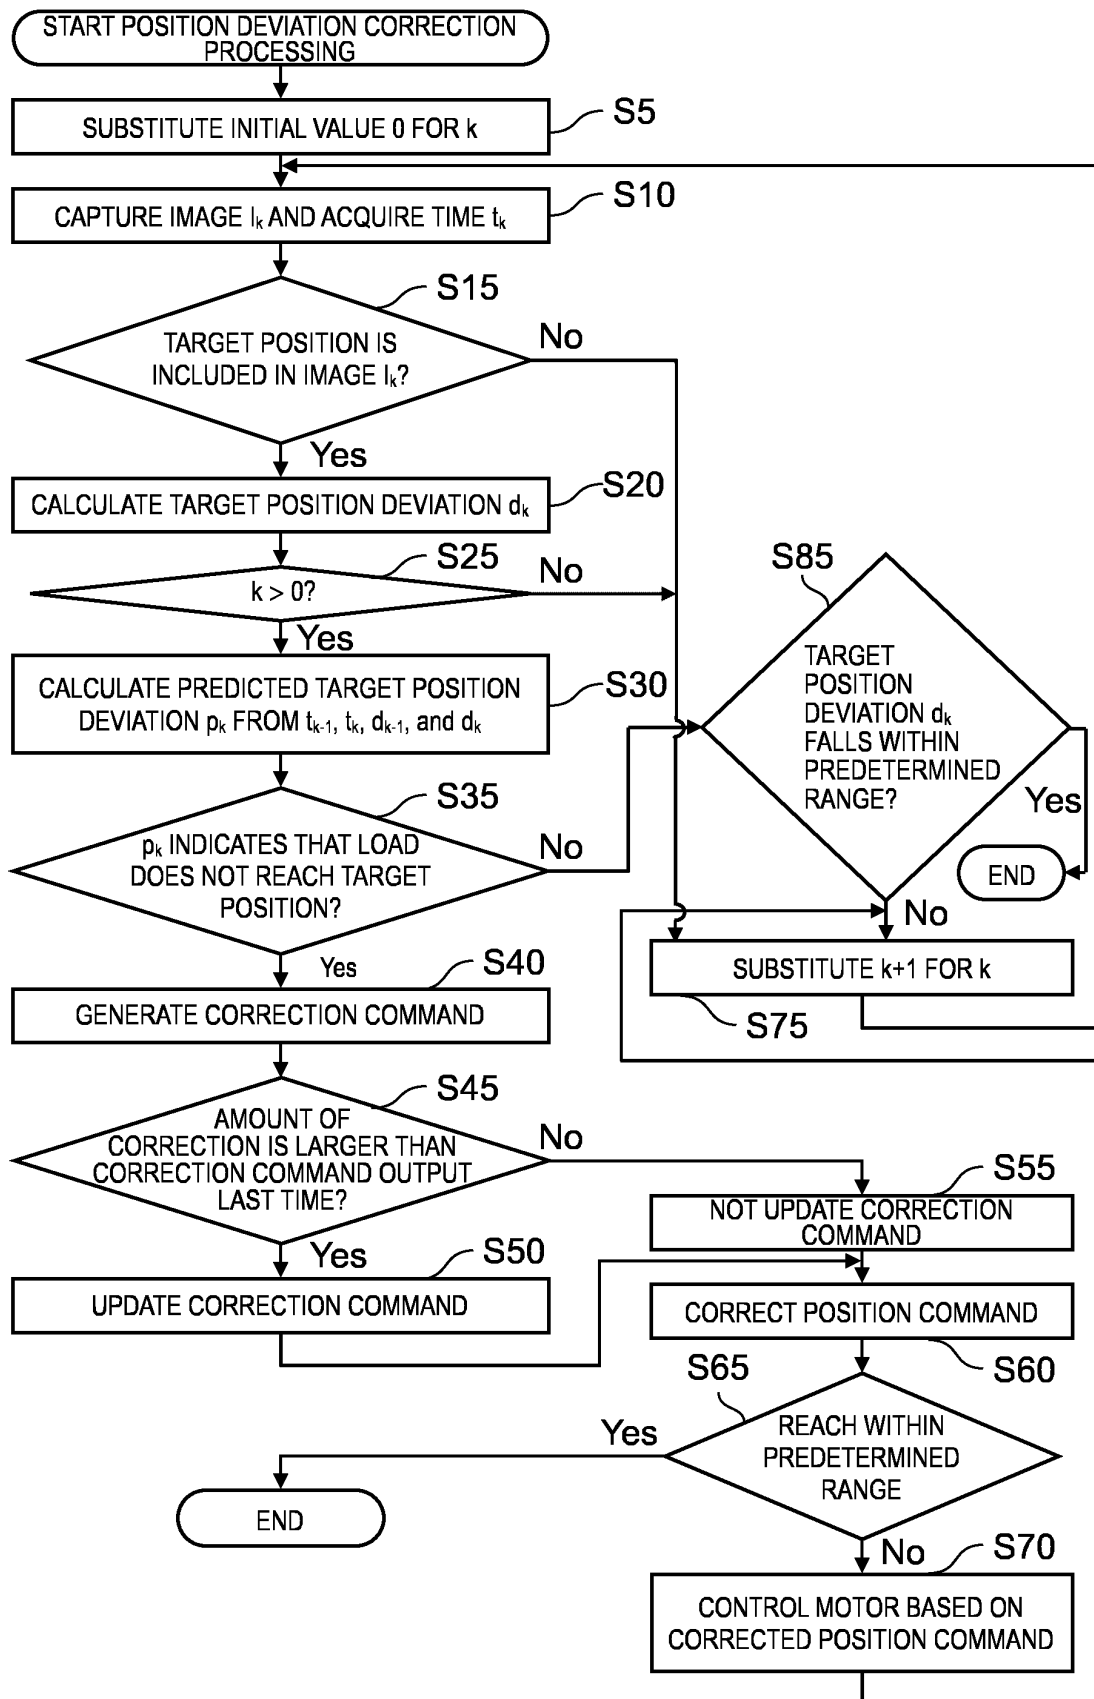 START POSITION DEVIATION CORRECTION
PROCESSING
S5
SUBSTITUTE INITIAL VALUE 0 FOR k
S10
CAPTURE IMAGE Ik AND ACQUIRE TIME tk
S15
TARGET POSITION IS
INCLUDED IN IMAGE Ik?
No
Yes
S20
CALCULATE TARGET POSITION DEVIATION dk
S25
k > 0?
No
Yes
S30
CALCULATE PREDICTED TARGET POSITION
DEVIATION pk FROM tk-1, tk, dk-1, and dk
S35
pk INDICATES THAT LOAD
DOES NOT REACH TARGET
POSITION?
No
Yes
S85
TARGET
POSITION
DEVIATION dk
FALLS WITHIN
PREDETERMINED
RANGE?
Yes
END
No
SUBSTITUTE k+1 FOR k
S75
S40
GENERATE CORRECTION COMMAND
S45
AMOUNT OF
CORRECTION IS LARGER THAN
CORRECTION COMMAND OUTPUT
LAST TIME?
No
Yes
S50
UPDATE CORRECTION COMMAND
S55
NOT UPDATE CORRECTION
COMMAND
CORRECT POSITION COMMAND
S60
S65
REACH WITHIN
PREDETERMINED
RANGE
Yes
END
No
S70
CONTROL MOTOR BASED ON
CORRECTED POSITION COMMAND